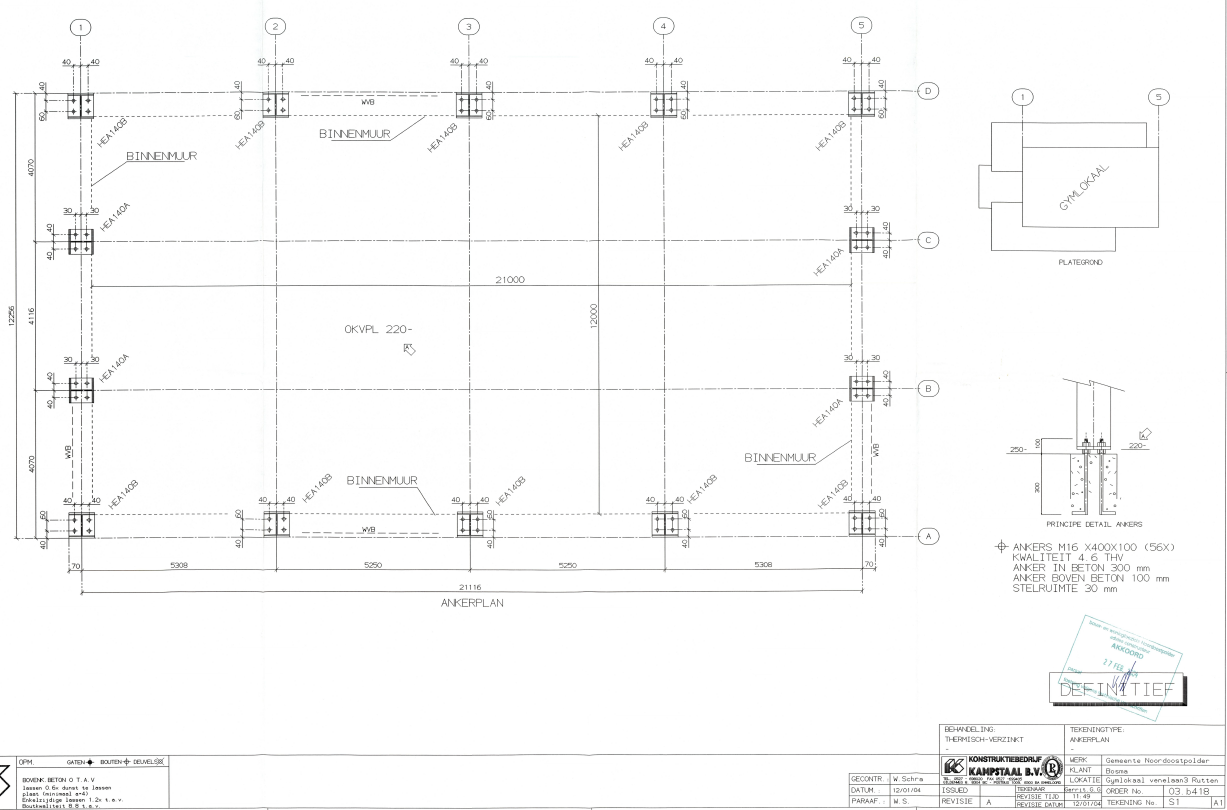 1
2
3
4
5
40 40
40 40
40 40
40 40
40 40
40
60
HEA140B
40
60
HEA140B
WVB
BINNENMUUR
40
60
HEA140B
40
60
HEA140B
40
60
HEA140B
D
BINNENMUUR
4070
30 30
40
40
HEA140A
30 30
40
40
HEA140A
C
21000
12256
4116
12000
OKVPL 220-
A
30 30
40
40
HEA140A
30 30
40
40
HEA140A
B
4070
WVB
WVB
BINNENMUUR
BINNENMUUR
40 40
60
40
HEA140B
40 40
60
40
HEA140B
WVB
40 40
60
40
HEA140B
40 40
60
40
HEA140B
40 40
60
40
HEA140B
A
70
5308
5250
5250
5308
70
21116
ANKERPLAN
1
5
GYMLOKAAL
PLATEGROND
100
250-
220-
A
300
PRINCIPE DETAIL ANKERS
ANKERS M16 X400X100 (56X)
KWALITEIT 4.6 THV
ANKER IN BETON 300 mm
ANKER BOVEN BETON 100 mm
STELRUIMTE 30 mm
AKKOORD
27 FEB
DEFINITIEF
OPM. GATEN- BOUTEN- DEUVELS
BOVENK.BETON O T.A.V
lassen 0.6x dunst te lassen
plaat (minimaal a=4)
Enkelzijdige lassen 1.2x t.o.v.
Boutkwaliteit 8.8 t.o.v.
BEHANDELING:
THERMISCH-VERZINKT
-
TEKENINGTYPE:
ANKERPLAN
-
KONSTRUKTIEBEDRIJF
KAMPSTAAL B.V.
WERK Gemeente Noordoostpolder
KLANT Bosma
LOKATIE Gymlokaal venelaan3 Rutten
GECONTR.: W.Schra
DATUM.: 12/01/04
PARAAF.: W.S.
ISSUED
REVISIE A
TEKENAAR Gerrit.G.G
REVISIE TIJD 11:49
REVISIE DATUM 12/01/04
ORDER No. 03.b418
TEKENING No. S1